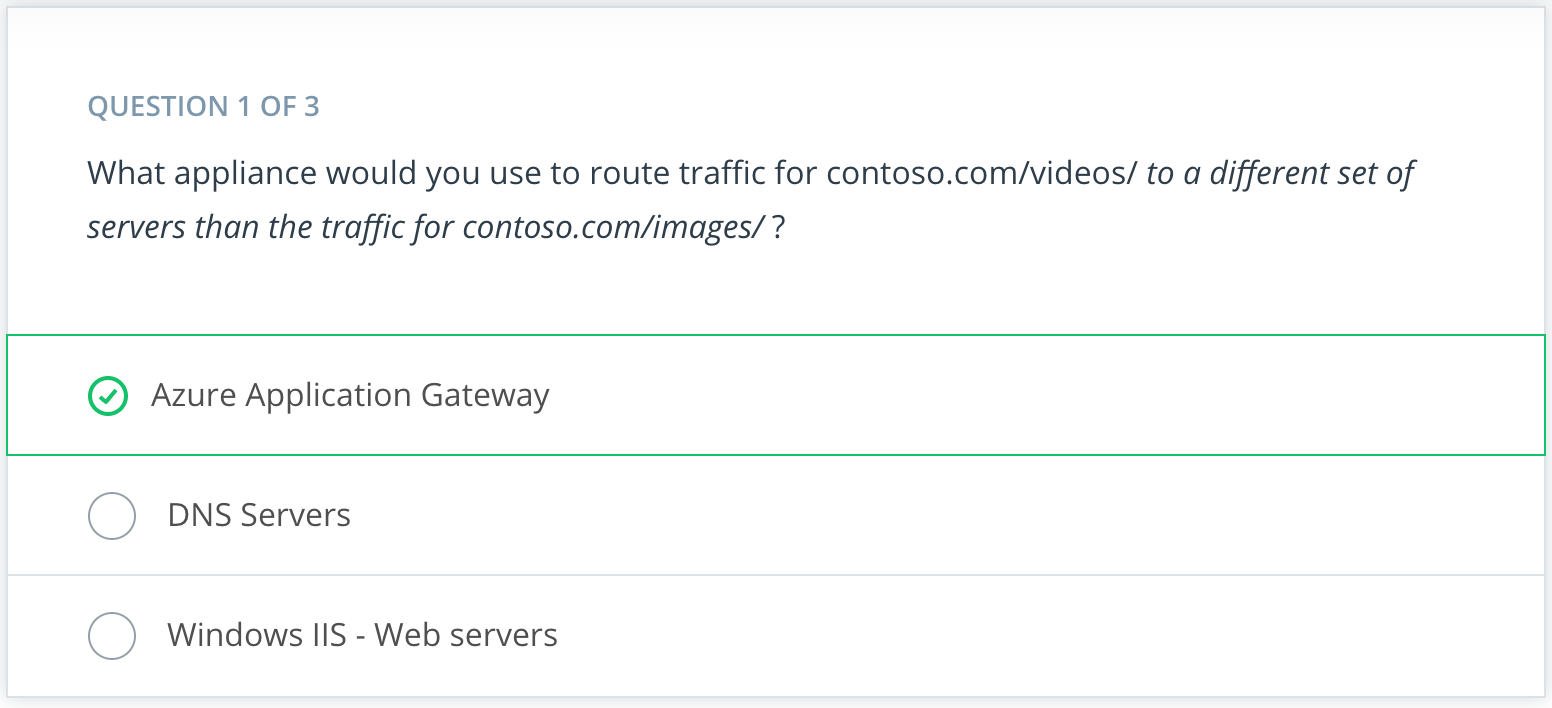 QUESTION 1 OF 3
What appliance would you use to route traffic for contoso.com/videos/ to a different set of
servers than the traffic for contoso.com/images/ ?
Azure Application Gateway
DNS Servers
Windows IIS - Web servers